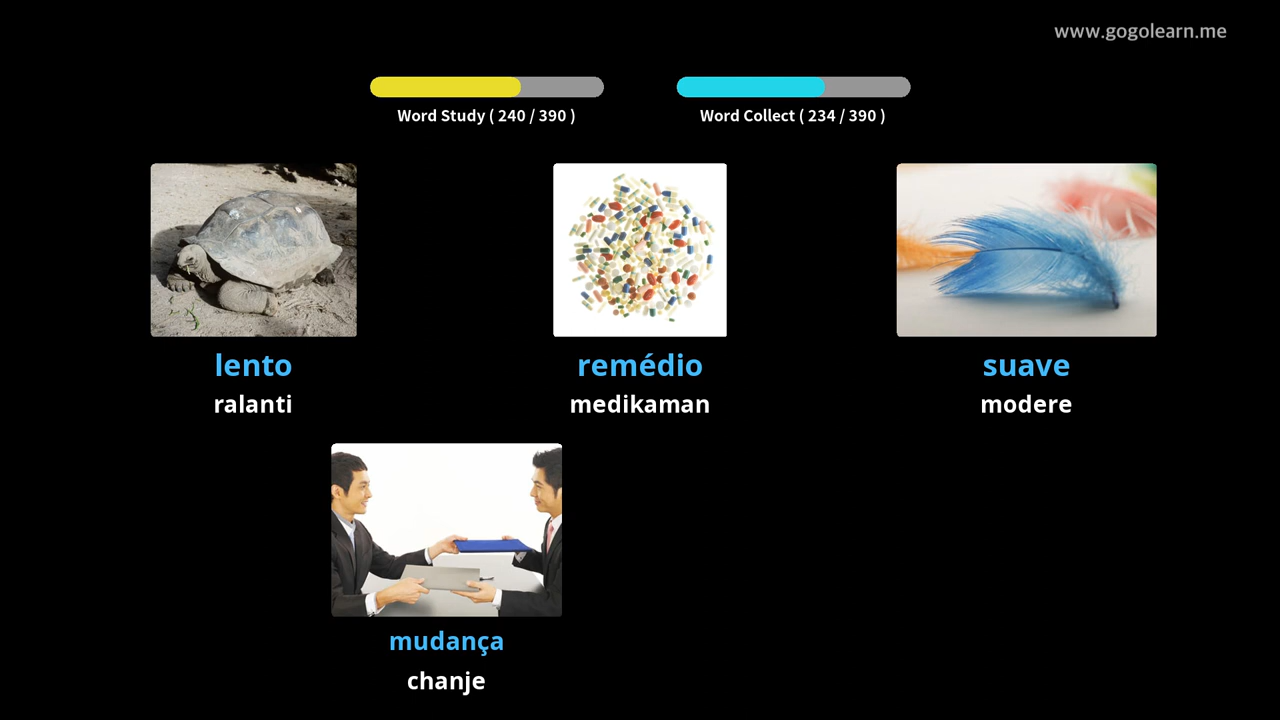 www.gogolearn.me
Word Study ( 240 / 390 )
Word Collect ( 234 / 390 )
lento
ralanti
remédio
medikaman
suave
modere
mudança
chanje